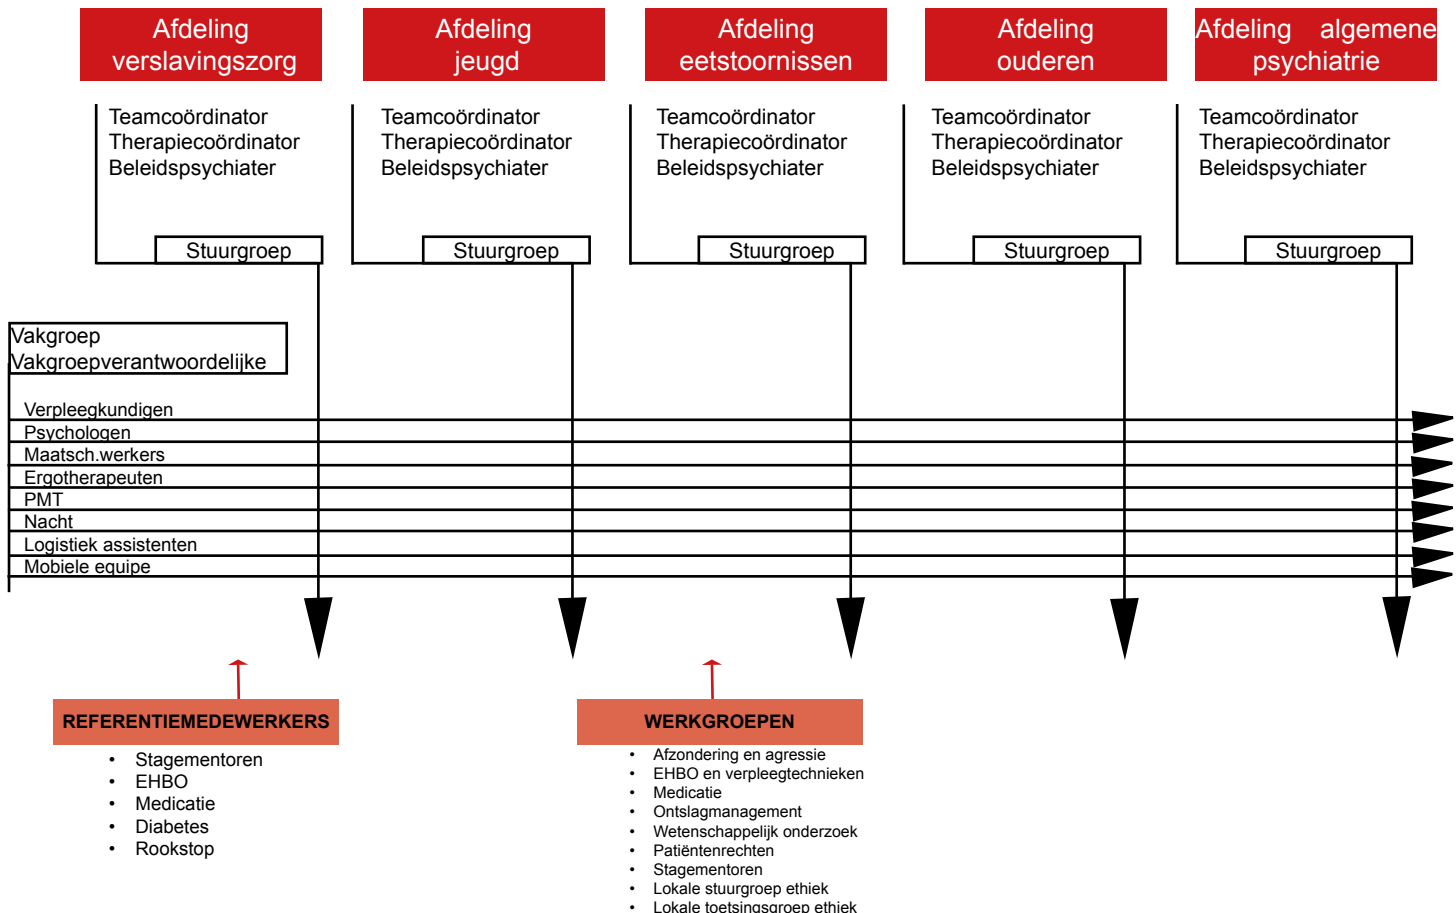 Afdeling
verslavingszorg
Afdeling
jeugd
Afdeling
eetstoornissen
Afdeling
ouderen
Afdeling algemene
psychiatrie
Teamcoördinator
Therapiecoördinator
Beleidspsychiater
Teamcoördinator
Therapiecoördinator
Beleidspsychiater
Teamcoördinator
Therapiecoördinator
Beleidspsychiater
Teamcoördinator
Therapiecoördinator
Beleidspsychiater
Teamcoördinator
Therapiecoördinator
Beleidspsychiater
Stuurgroep
Stuurgroep
Stuurgroep
Stuurgroep
Stuurgroep
Vakgroep
Vakgroepverantwoordelijke
Verpleegkundigen
Psychologen
Maatsch.werkers
Ergotherapeuten
PMT
Nacht
Logistiek assistenten
Mobiele equipe
REFERENTIEMEDEWERKERS
• Stagementoren
• EHBO
• Medicatie
• Diabetes
• Rookstop
WERKGROEPEN
• Afzondering en agressie
• EHBO en verpleegtechnieken
• Medicatie
• Ontslagmanagement
• Wetenschappelijk onderzoek
• Patiëntenrechten
• Stagementoren
• Lokale stuurgroep ethiek
• Lokale toetsingsgroep ethiek